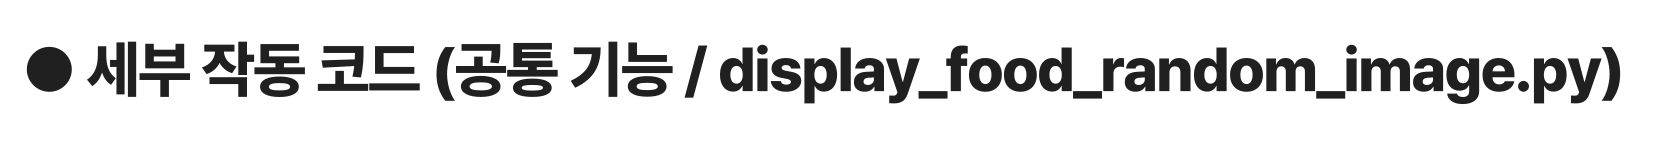 ● 세부 작동 코드 (공통 기능 / display_food_random_image.py)